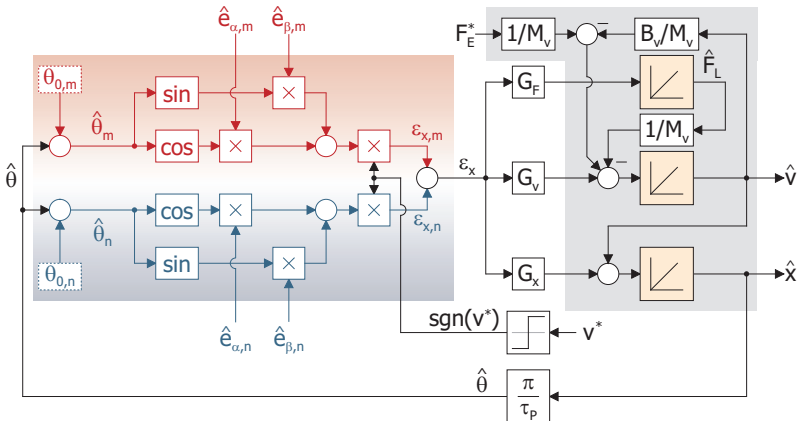 ê_α,m ê_β,m
F_E^* 1/M_v − − B_v/M_v
θ_0,m sin × G_F F̂_L
θ̂_m cos × × ε_x,m 1/M_v
θ̂ ε_x G_v − v̂
cos × × ε_x,n
θ̂_n
θ_0,n sin × G_x x̂
ê_α,n ê_β,n sgn(v*) v*
θ̂ π/τ_P